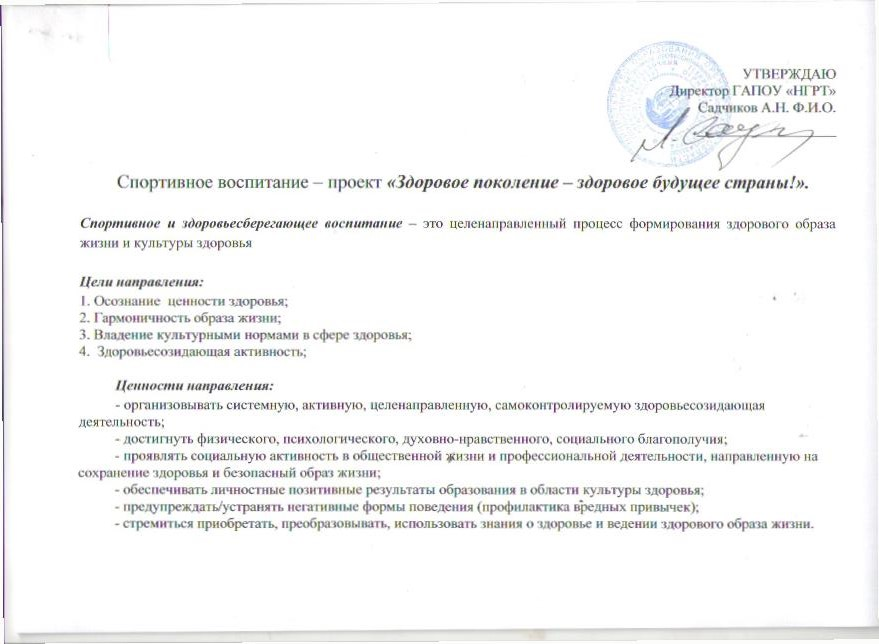 УТВЕРЖДАЮ
Директор ГАПОУ «НГРТ»
Садчиков А.Н. Ф.И.О.
Спортивное воспитание – проект «Здоровое поколение – здоровое будущее страны!».
Спортивное и здоровьесберегающее воспитание – это целенаправленный процесс формирования здорового образа
жизни и культуры здоровья
Цели направления:
1. Осознание ценности здоровья;
2. Гармоничность образа жизни;
3. Владение культурными нормами в сфере здоровья;
4. Здоровьесозидающая активность;
Ценности направления:
- организовывать системную, активную, целенаправленную, самоконтролируемую здоровьесозидающая
деятельность;
- достигнуть физического, психологического, духовно-нравственного, социального благополучия;
- проявлять социальную активность в общественной жизни и профессиональной деятельности, направленную на
сохранение здоровья и безопасный образ жизни;
- обеспечивать личностные позитивные результаты образования в области культуры здоровья;
- предупреждать/устранять негативные формы поведения (профилактика вредных привычек);
- стремиться приобретать, преобразовывать, использовать знания о здоровье и ведении здорового образа жизни.